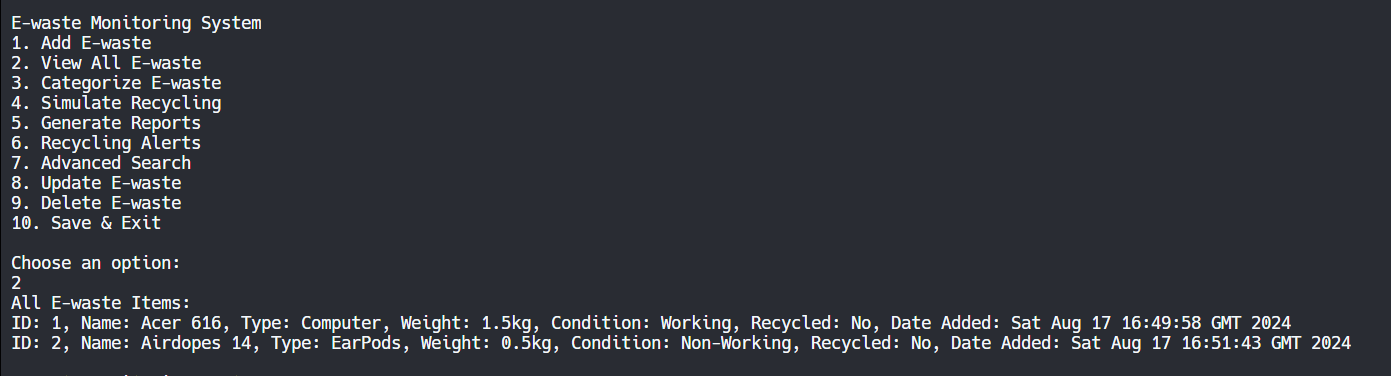 E-waste Monitoring System
1. Add E-waste
2. View All E-waste
3. Categorize E-waste
4. Simulate Recycling
5. Generate Reports
6. Recycling Alerts
7. Advanced Search
8. Update E-waste
9. Delete E-waste
10. Save & Exit
Choose an option:
2
All E-waste Items:
ID: 1, Name: Acer 616, Type: Computer, Weight: 1.5kg, Condition: Working, Recycled: No, Date Added: Sat Aug 17 16:49:58 GMT 2024
ID: 2, Name: Airdopes 14, Type: EarPods, Weight: 0.5kg, Condition: Non-Working, Recycled: No, Date Added: Sat Aug 17 16:51:43 GMT 2024